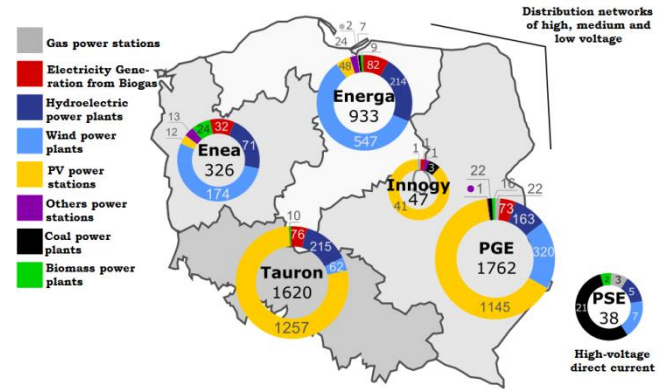 Distribution networks
of high, medium and
low voltage
Gas power stations
Electricity Gene-
ration from Biogas
Hydroelectric
power plants
Wind power
plants
PV power
stations
Others power
stations
Coal power
plants
Biomass power
plants
2
7
24
9
48
82
214
Energa
933
547
13
12
24
32
71
Enea
326
174
1
1
1
3
Innogy
47
41
22
1
16
22
73
163
320
PGE
1762
1145
10
76
215
62
Tauron
1620
1257
3
5
7
21
PSE
38
High-voltage
direct current